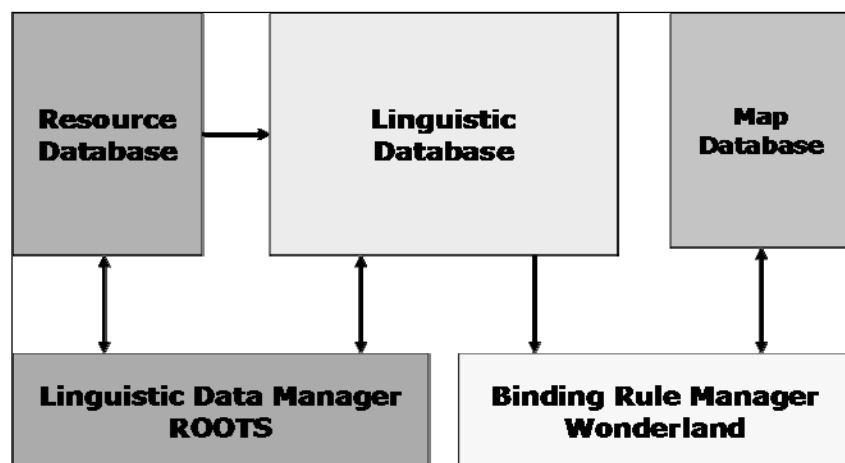 Resource
Database
Linguistic
Database
Map
Database
Linguistic Data Manager
ROOTS
Binding Rule Manager
Wonderland